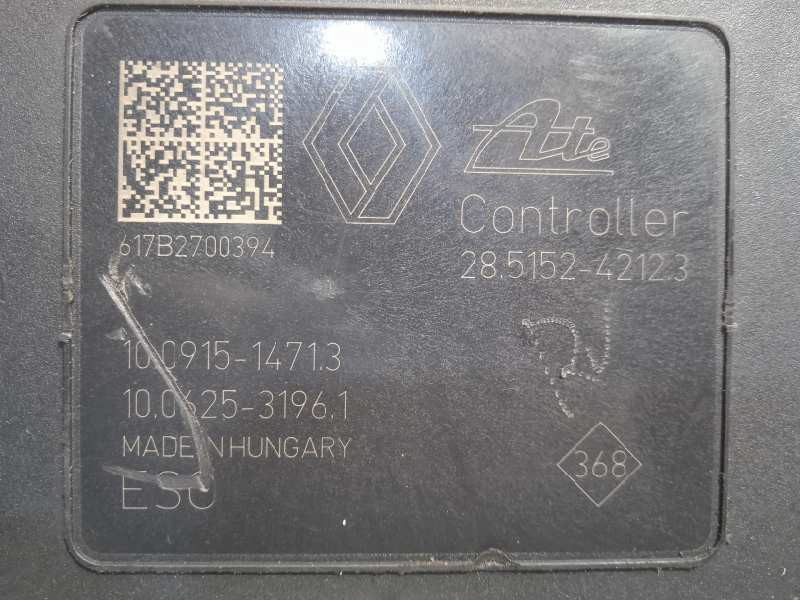 Ate
Controller
617B2700394
28.5152-4212.3
10.0915-1471.3
10.0625-3196.1
MADE IN HUNGARY
368